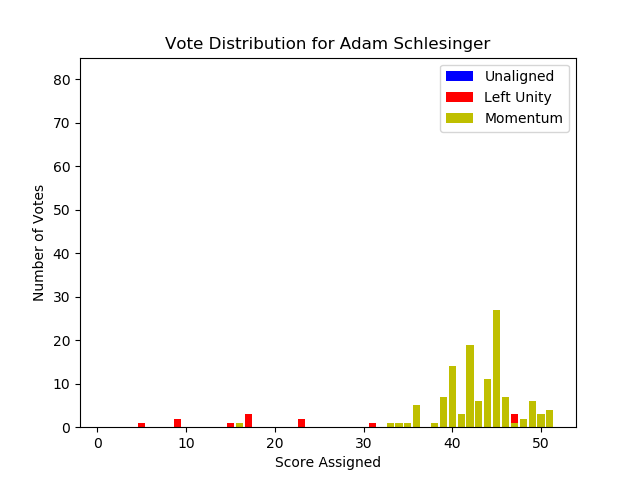 Vote Distribution for Adam Schlesinger
Unaligned
Left Unity
Momentum
Number of Votes
80
70
60
50
40
30
20
10
0
0 10 20 30 40 50
Score Assigned